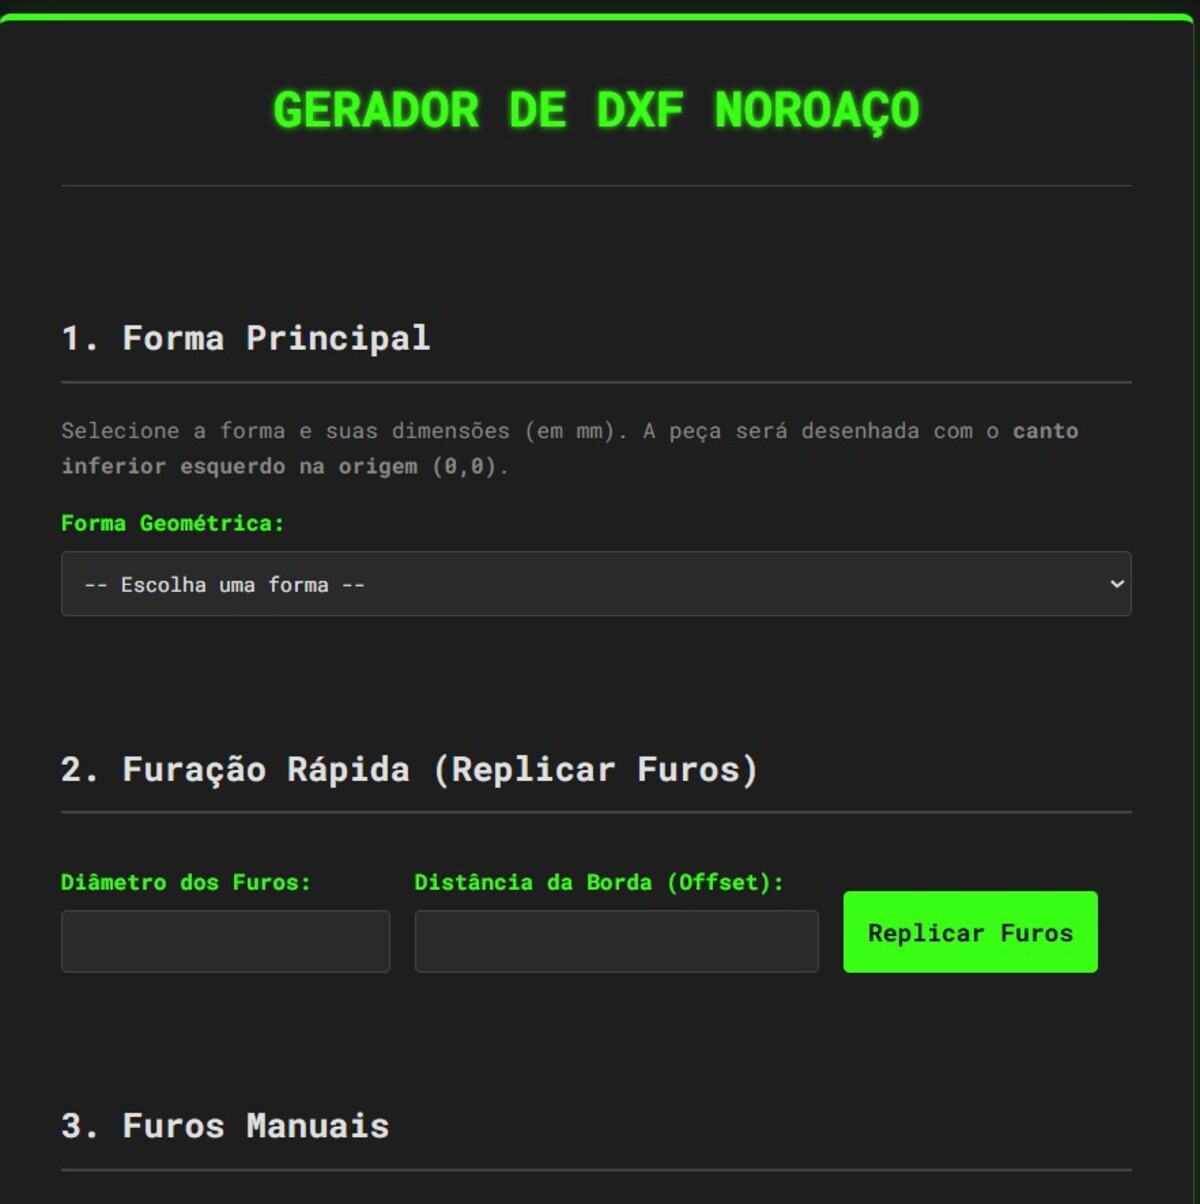 GERADOR DE DXF NOROAÇO
1. Forma Principal
Selecione a forma e suas dimensões (em mm). A peça será desenhada com o canto
inferior esquerdo na origem (0,0).
Forma Geométrica:
-- Escolha uma forma --
2. Furação Rápida (Replicar Furos)
Diâmetro dos Furos:
Distância da Borda (Offset):
Replicar Furos
3. Furos Manuais